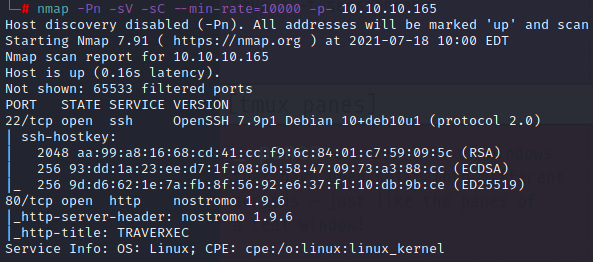 # nmap -Pn -sV -sC --min-rate=10000 -p- 10.10.10.165
Host discovery disabled (-Pn). All addresses will be marked 'up' and scan
Starting Nmap 7.91 ( https://nmap.org ) at 2021-07-18 10:00 EDT
Nmap scan report for 10.10.10.165
Host is up (0.16s latency).
Not shown: 65533 filtered ports
PORT   STATE SERVICE VERSION
22/tcp open  ssh     OpenSSH 7.9p1 Debian 10+deb10u1 (protocol 2.0)
| ssh-hostkey:
|   2048 aa:99:a8:16:68:cd:41:cc:f9:6c:84:01:c7:59:09:5c (RSA)
|   256 93:dd:1a:23:ee:d7:1f:08:6b:58:47:09:73:a3:88:cc (ECDSA)
|_  256 9d:d6:62:1e:7a:fb:8f:56:92:e6:37:f1:10:db:9b:ce (ED25519)
80/tcp open  http    nostromo 1.9.6
|_http-server-header: nostromo 1.9.6
|_http-title: TRAVERXEC
Service Info: OS: Linux; CPE: cpe:/o:linux:linux_kernel